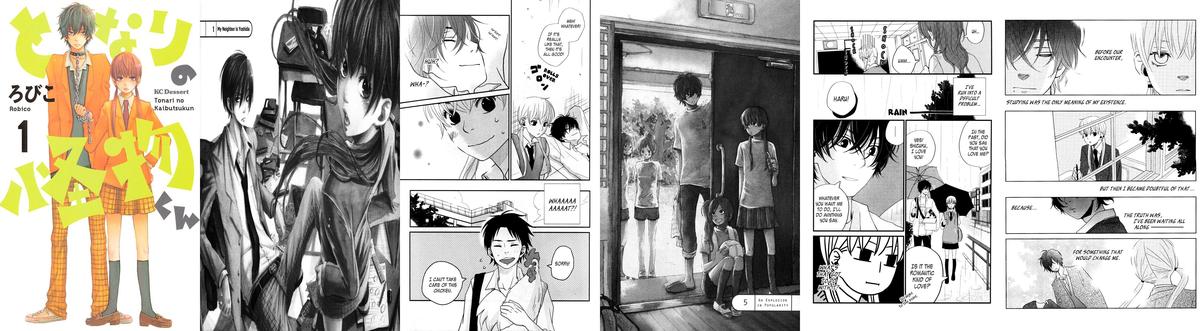 となりの
怪物くん
ろびこ
Robico
1
KC Dessert
Tonari no
Kaibutsukun
1 My Neighbor is Yoshida
HUH?
WHA-?
MEH!
WHATEVER!
IF IT'S
REALLY
LIKE THAT,
THEN IT'S
ALL GOOD!
ROLLS
OVER
WHAAAAAA
AAAAAT?!
SORRY!
I CAN'T TAKE
CARE OF THIS
CHICKEN.
5 An Explosion
in Popularity
UH...
UHM...
HARU!
RAIN
I'VE
RUN INTO A
DIFFICULT
PROBLEM...
YES!
SHIZUKU,
I LOVE
YOU!
IN THE
PAST, DID
YOU SAY
THAT YOU
LOVE ME?
WHATEVER
YOU WANT ME
TO DO, I'LL
DO ANYTHING
YOU SAY.
IS IT THE
ROMANTIC
KIND OF
LOVE?
BEFORE OUR
ENCOUNTER,
STUDYING WAS THE ONLY MEANING OF MY EXISTENCE.
BUT THEN I BECAME DOUBTFUL OF THAT...
BECAUSE...
THE TRUTH WAS,
I'VE BEEN WAITING ALL
ALONG
FOR SOMETHING THAT
WOULD CHANGE ME.